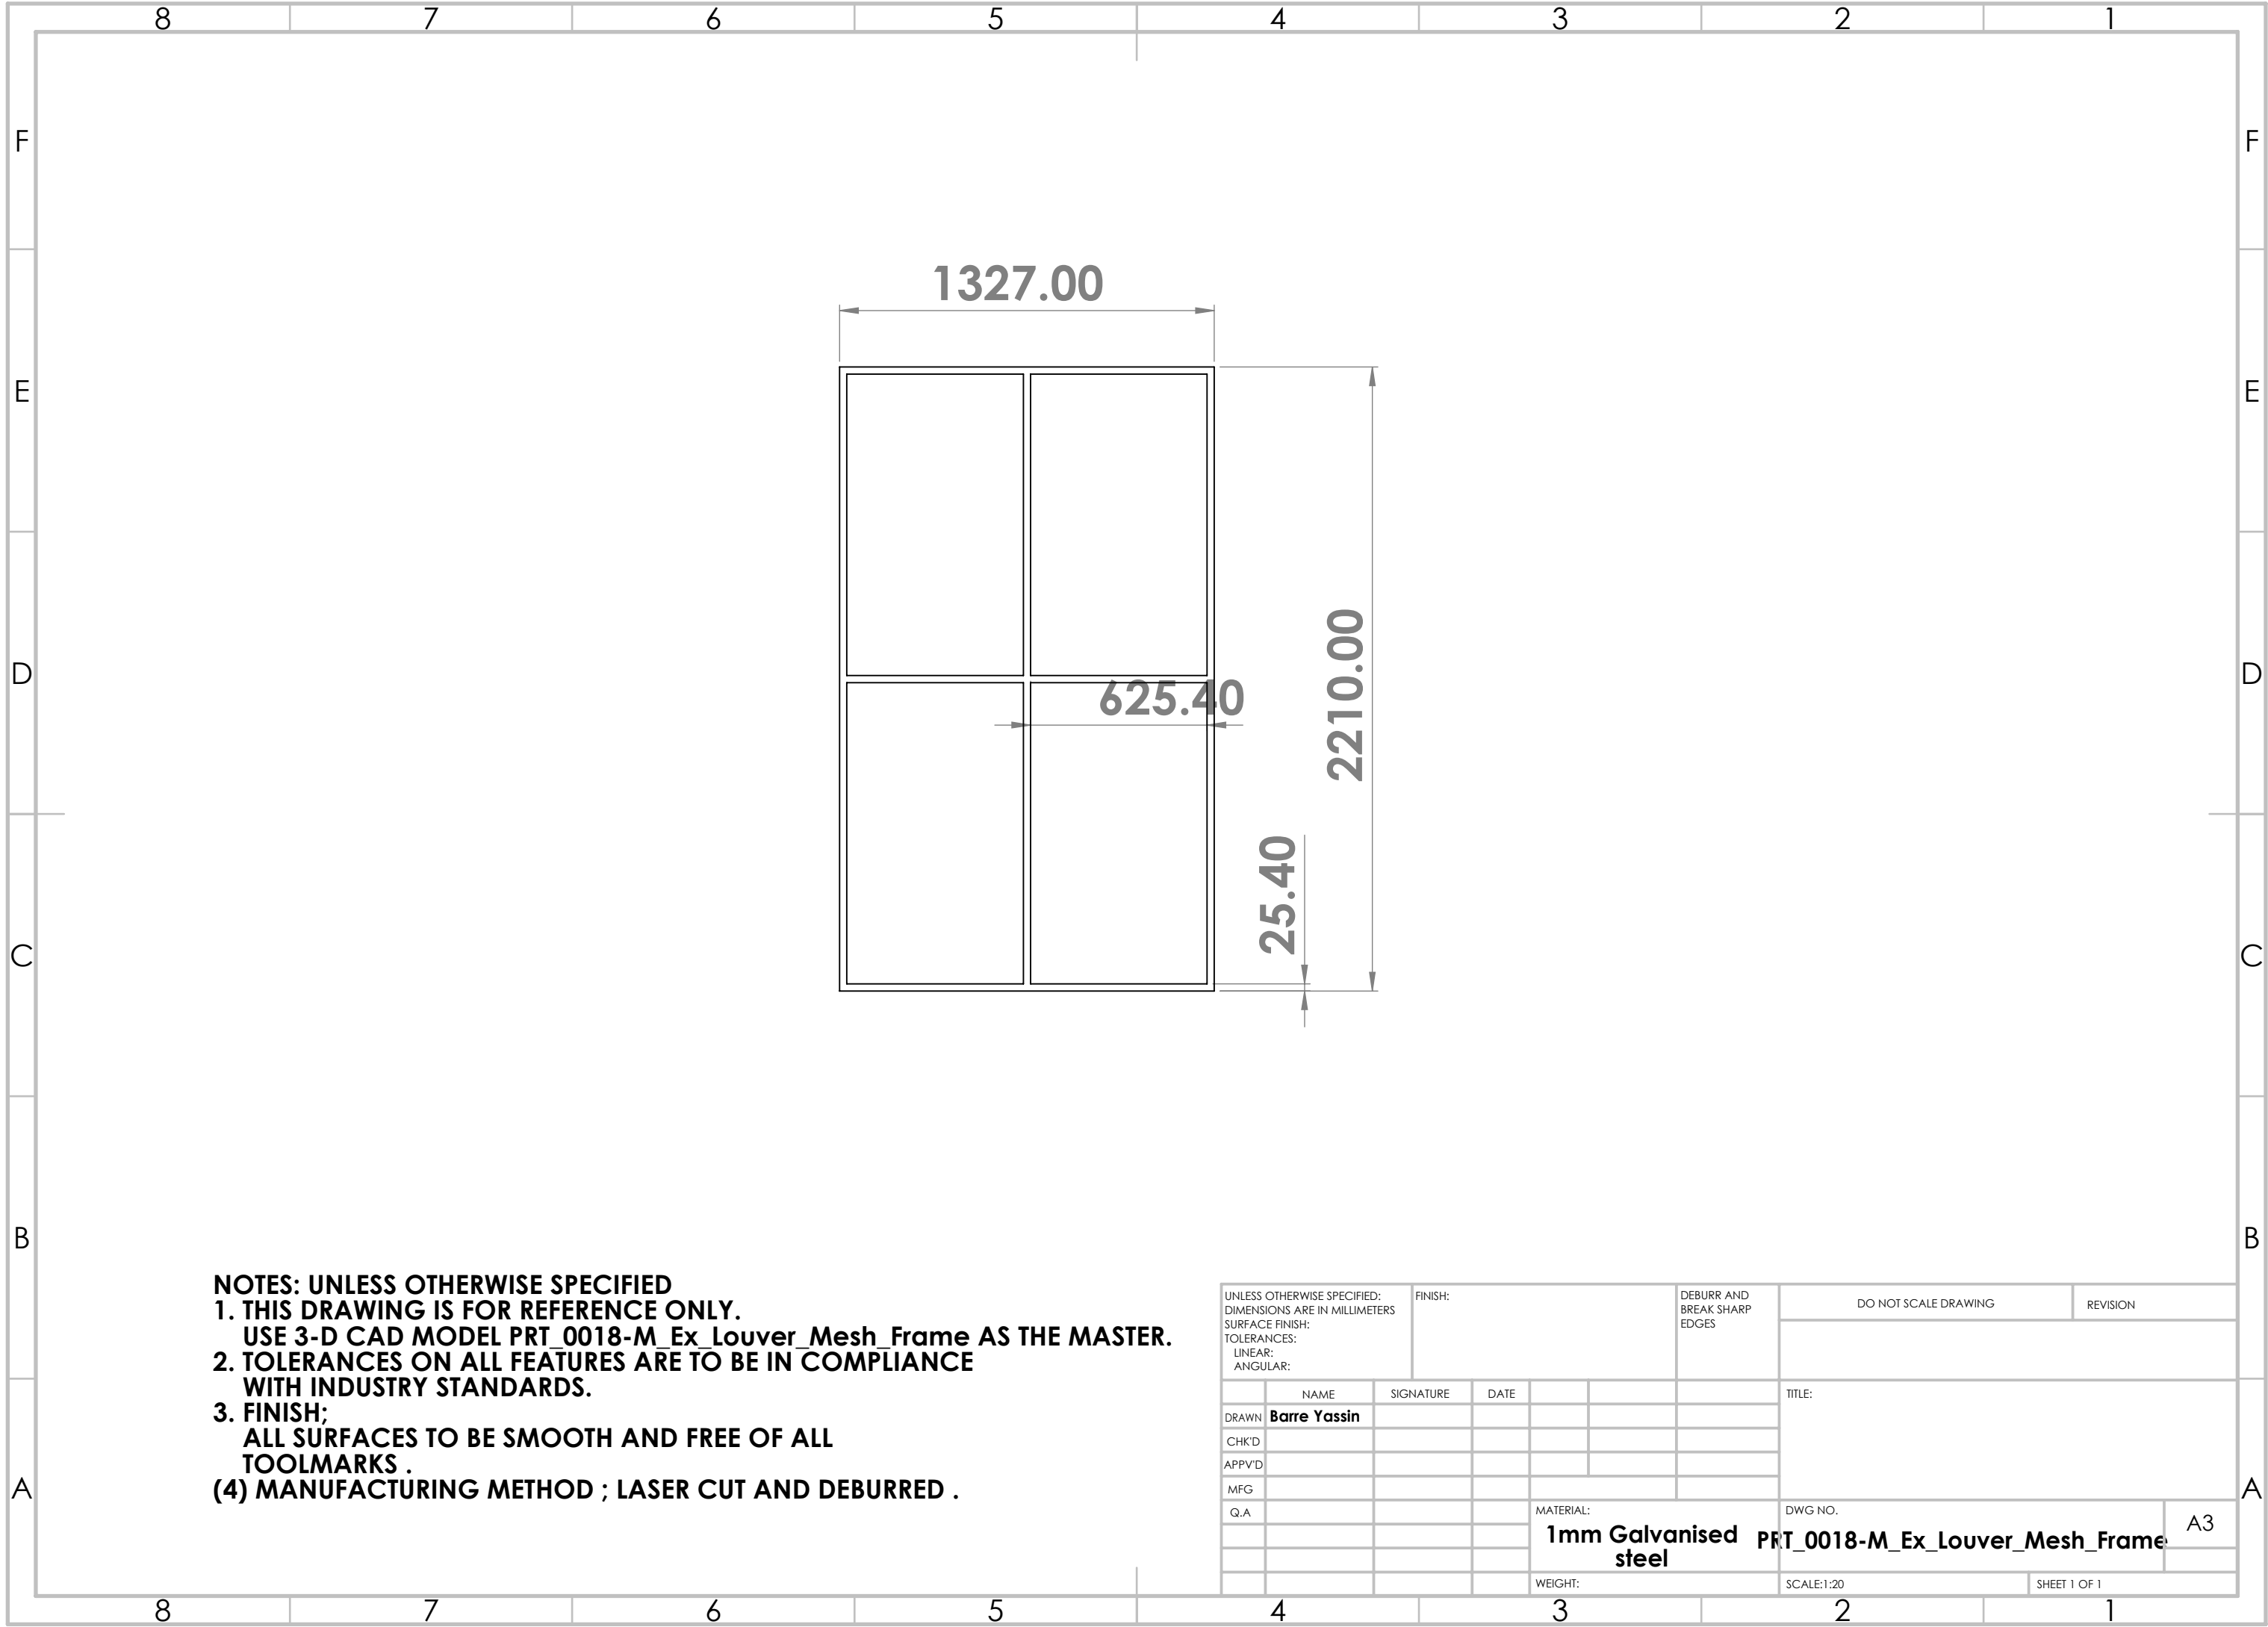 8 7 6 5 4 3 2 1
F F
E E
D D
C C
B B
A A
1327.00
625.40
2210.00
25.40
NOTES: UNLESS OTHERWISE SPECIFIED
1. THIS DRAWING IS FOR REFERENCE ONLY.
USE 3-D CAD MODEL PRT_0018-M_Ex_Louver_Mesh_Frame AS THE MASTER.
2. TOLERANCES ON ALL FEATURES ARE TO BE IN COMPLIANCE
WITH INDUSTRY STANDARDS.
3. FINISH;
ALL SURFACES TO BE SMOOTH AND FREE OF ALL
TOOLMARKS .
(4) MANUFACTURING METHOD ; LASER CUT AND DEBURRED .
UNLESS OTHERWISE SPECIFIED:
DIMENSIONS ARE IN MILLIMETERS
SURFACE FINISH:
TOLERANCES:
LINEAR:
ANGULAR:
FINISH:
DEBURR AND
BREAK SHARP
EDGES
DO NOT SCALE DRAWING
REVISION
NAME SIGNATURE DATE
DRAWN Barre Yassin
CHK'D
APPV'D
MFG
Q.A
TITLE:
MATERIAL:
1mm Galvanised
steel
DWG NO.
PRT_0018-M_Ex_Louver_Mesh_Frame
A3
WEIGHT:
SCALE:1:20
SHEET 1 OF 1
8 7 6 5 4 3 2 1